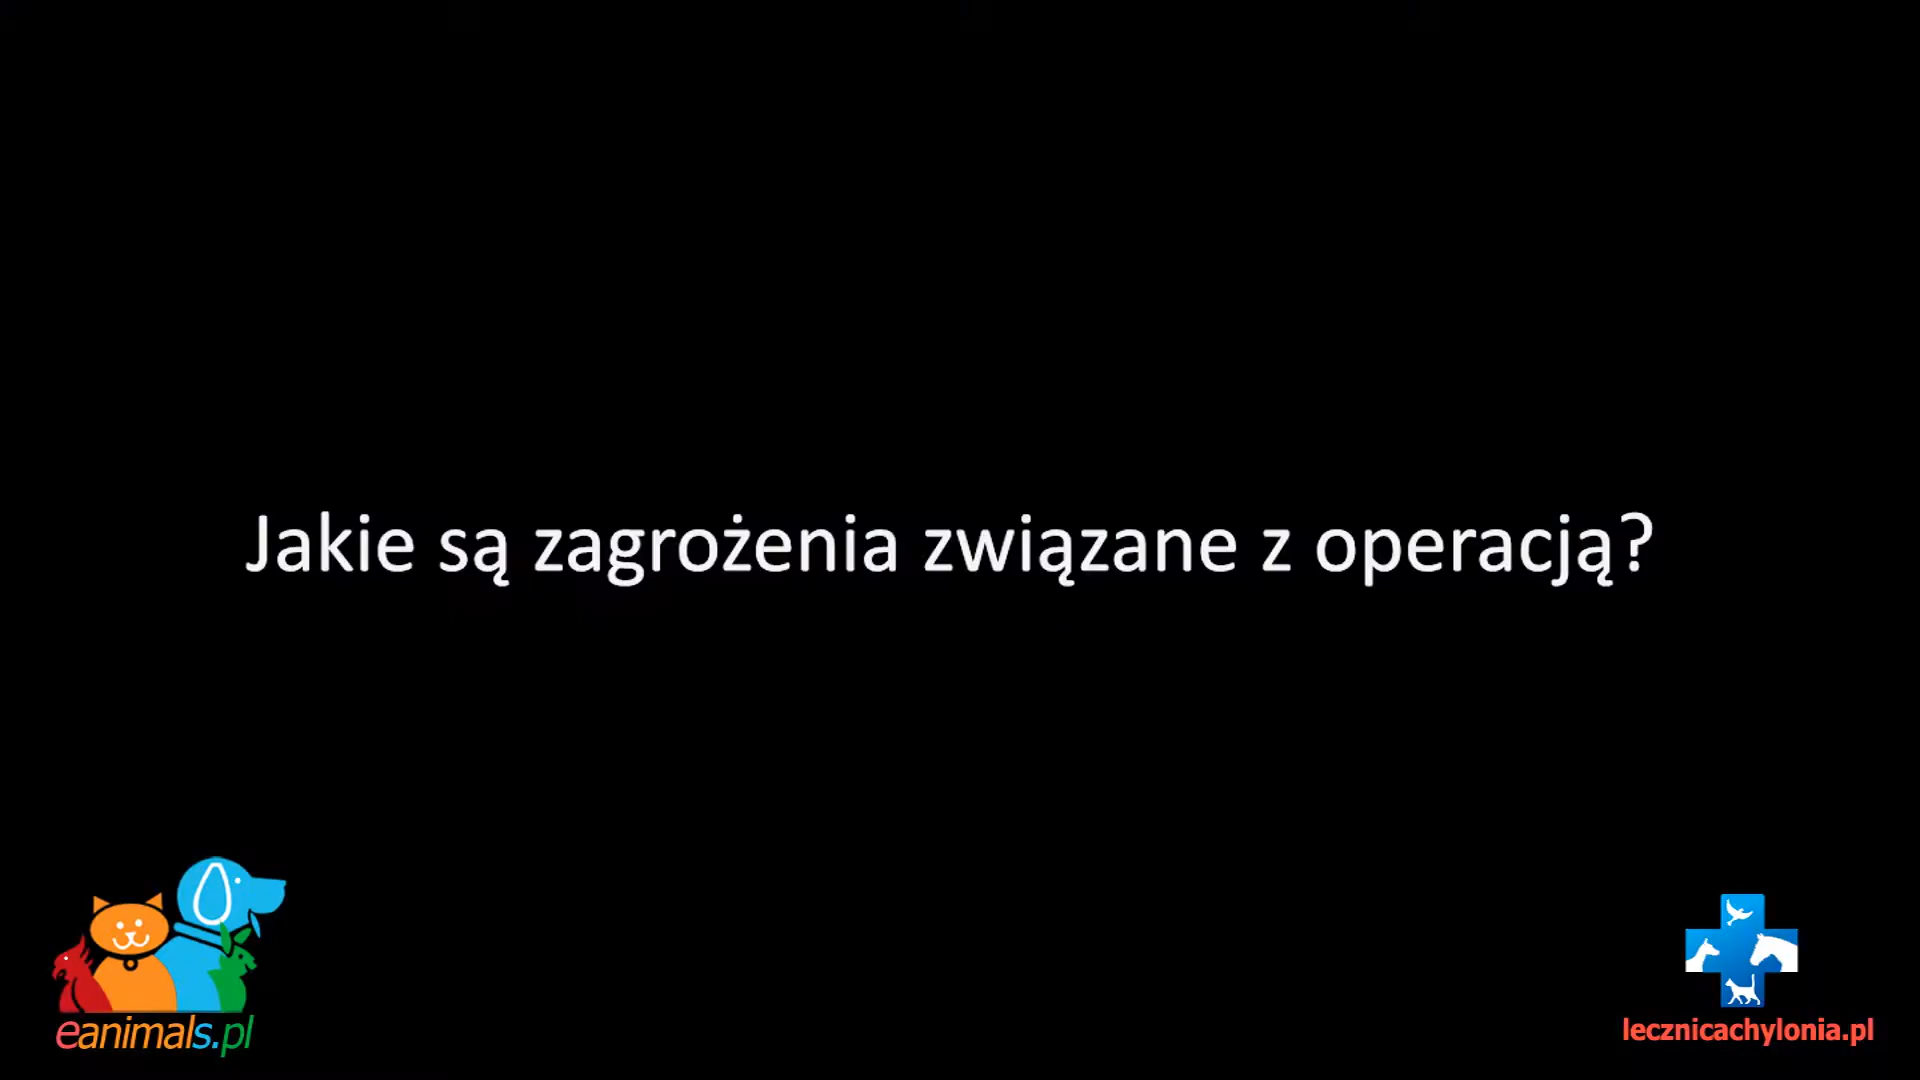 Jakie są zagrożenia związane z operacją?
eanimals.pl
lecznicachylonia.pl